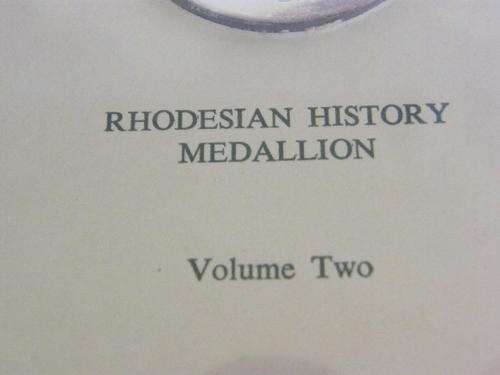 RHODESIAN HISTORY
MEDALLION
Volume Two